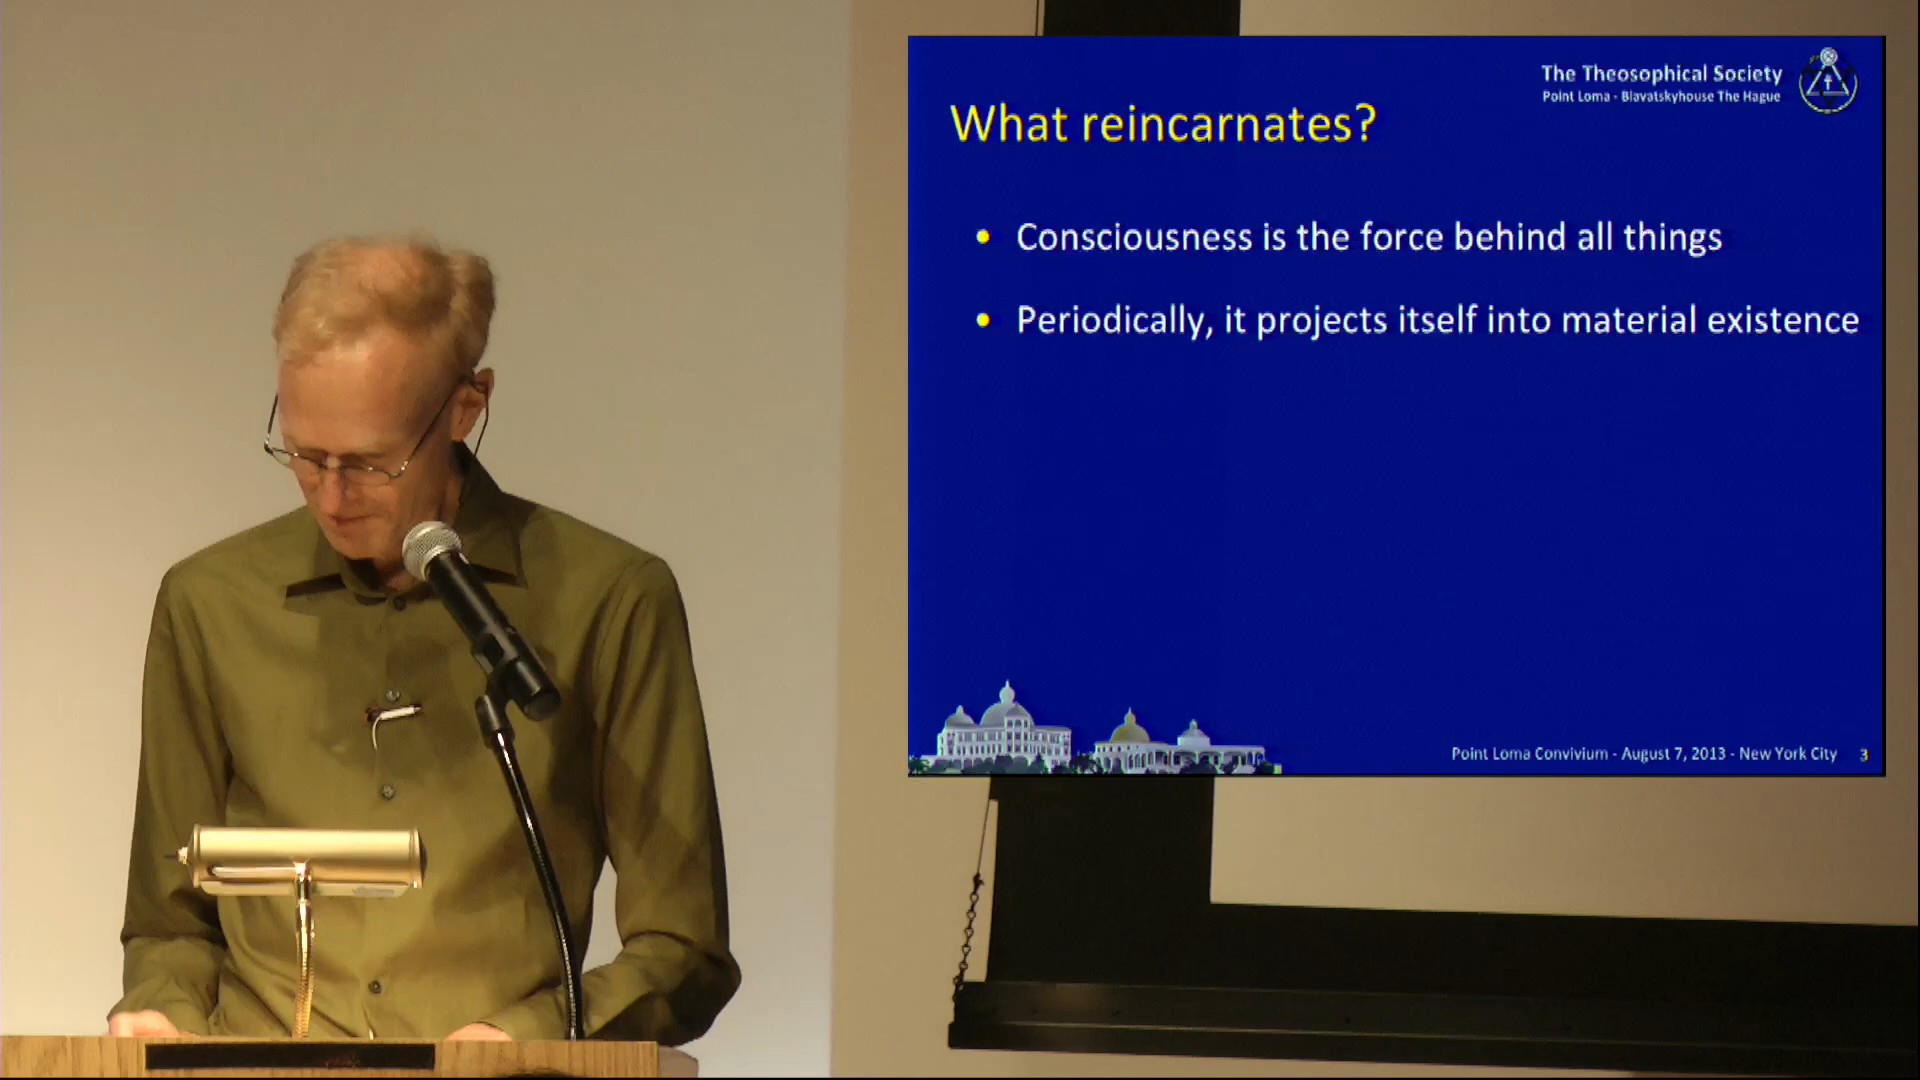 The Theosophical Society
Point Loma - Blavatskyhouse The Hague
What reincarnates?
• Consciousness is the force behind all things
• Periodically, it projects itself into material existence
Point Loma Convivium - August 7, 2013 - New York City 3